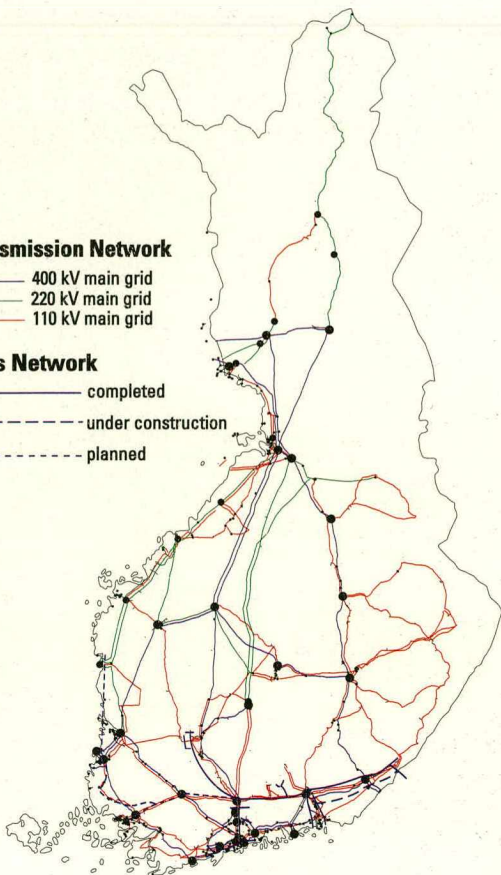 smission Network
400 kV main grid
220 kV main grid
110 kV main grid
s Network
completed
under construction
planned